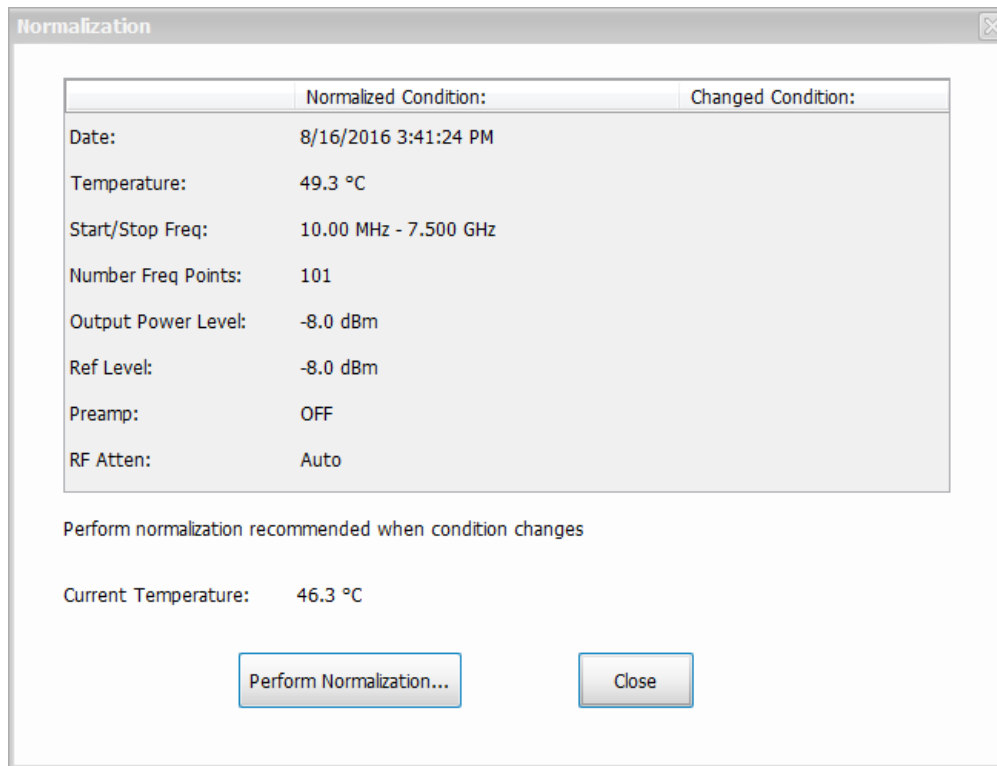 Normalization
Normalized Condition: Changed Condition:
Date: 8/16/2016 3:41:24 PM
Temperature: 49.3 °C
Start/Stop Freq: 10.00 MHz - 7.500 GHz
Number Freq Points: 101
Output Power Level: -8.0 dBm
Ref Level: -8.0 dBm
Preamp: OFF
RF Atten: Auto
Perform normalization recommended when condition changes
Current Temperature: 46.3 °C
Perform Normalization... Close